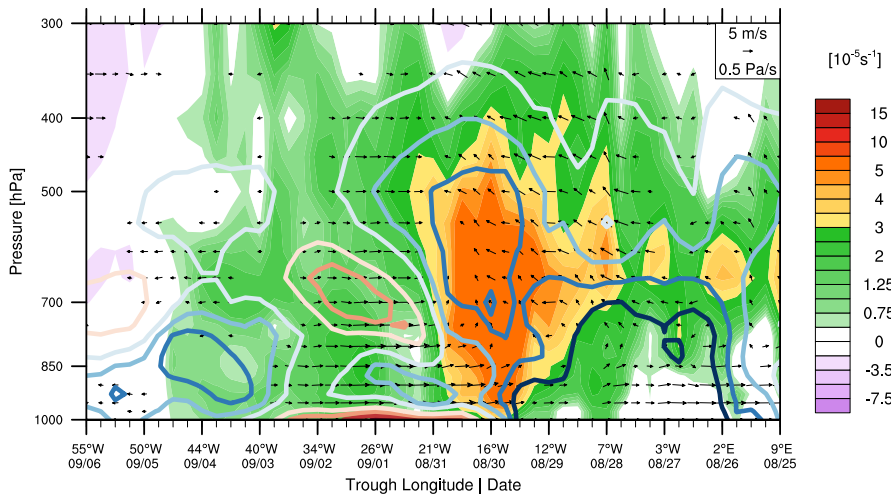 300
400
500
700
850
1000
Pressure [hPa]
5 m/s
0.5 Pa/s
[10⁻⁵s⁻¹]
15
10
5
4
3
2
1.25
0.75
0
-3.5
-7.5
55°W 50°W 44°W 40°W 34°W 26°W 21°W 16°W 12°W 7°W 3°W 2°E 9°E
09/06 09/05 09/04 09/03 09/02 09/01 08/31 08/30 08/29 08/28 08/27 08/26 08/25
Trough Longitude | Date